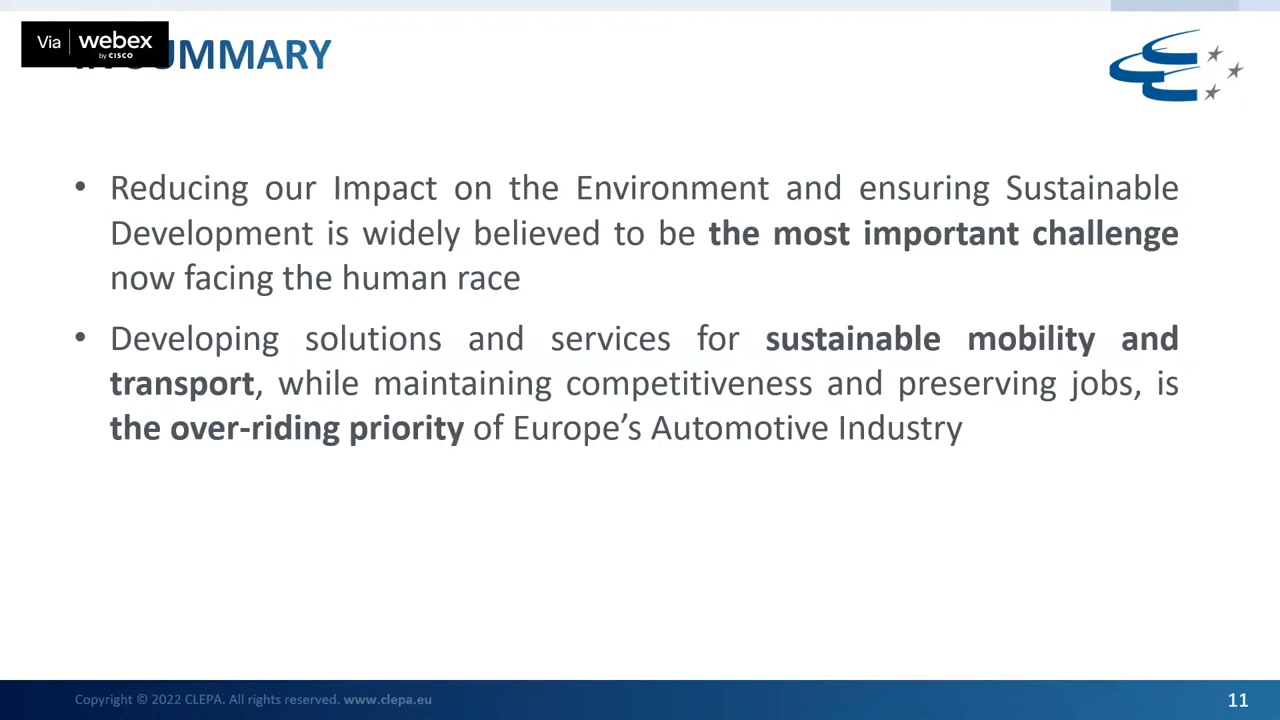 Via webex
by CISCO
SUMMARY
• Reducing our Impact on the Environment and ensuring Sustainable
Development is widely believed to be the most important challenge
now facing the human race
• Developing solutions and services for sustainable mobility and
transport, while maintaining competitiveness and preserving jobs, is
the over-riding priority of Europe’s Automotive Industry
Copyright © 2022 CLEPA. All rights reserved. www.clepa.eu
11